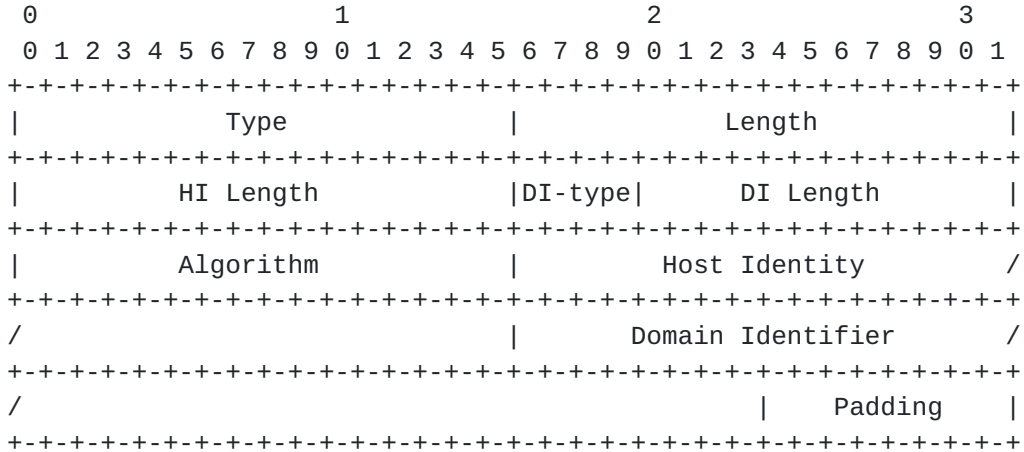 0                   1                   2                   3
 0 1 2 3 4 5 6 7 8 9 0 1 2 3 4 5 6 7 8 9 0 1 2 3 4 5 6 7 8 9 0 1
+-+-+-+-+-+-+-+-+-+-+-+-+-+-+-+-+-+-+-+-+-+-+-+-+-+-+-+-+-+-+-+-+
|             Type              |             Length            |
+-+-+-+-+-+-+-+-+-+-+-+-+-+-+-+-+-+-+-+-+-+-+-+-+-+-+-+-+-+-+-+-+
|          HI Length            |DI-type|      DI Length        |
+-+-+-+-+-+-+-+-+-+-+-+-+-+-+-+-+-+-+-+-+-+-+-+-+-+-+-+-+-+-+-+-+
|          Algorithm            |         Host Identity         /
+-+-+-+-+-+-+-+-+-+-+-+-+-+-+-+-+-+-+-+-+-+-+-+-+-+-+-+-+-+-+-+-+
/                               |       Domain Identifier       /
+-+-+-+-+-+-+-+-+-+-+-+-+-+-+-+-+-+-+-+-+-+-+-+-+-+-+-+-+-+-+-+-+
/                                               |    Padding    |
+-+-+-+-+-+-+-+-+-+-+-+-+-+-+-+-+-+-+-+-+-+-+-+-+-+-+-+-+-+-+-+-+